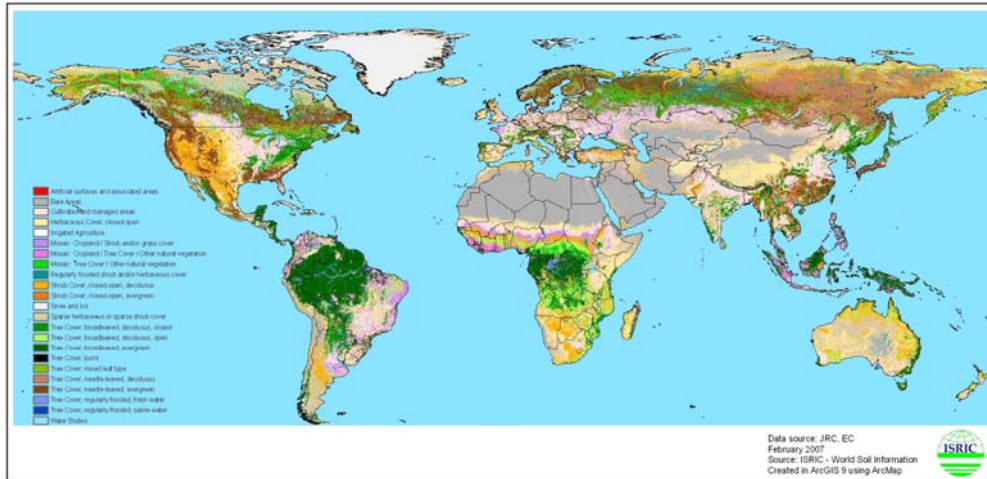 Artificial surfaces and associated areas
Bare Areas
Cultivated and managed areas
Herbaceous Cover, closed-open
Irrigated Agriculture
Mosaic: Cropland / Shrub and/or grass cover
Mosaic: Cropland / Tree Cover / Other natural vegetation
Mosaic: Tree Cover / Other natural vegetation
Regularly flooded shrub and/or herbaceous cover
Shrub Cover, closed-open, deciduous
Shrub Cover, closed-open, evergreen
Snow and Ice
Sparse herbaceous or sparse shrub cover
Tree Cover, broadleaved, deciduous, closed
Tree Cover, broadleaved, deciduous, open
Tree Cover, broadleaved, evergreen
Tree Cover, burnt
Tree Cover, mixed leaf type
Tree Cover, needle-leaved, deciduous
Tree Cover, needle-leaved, evergreen
Tree Cover, regularly flooded, fresh water
Tree Cover, regularly flooded, saline water
Water Bodies
Data source: JRC, EC
February 2007
Source: ISRIC - World Soil Information
Created in ArcGIS 9 using ArcMap
ISRIC